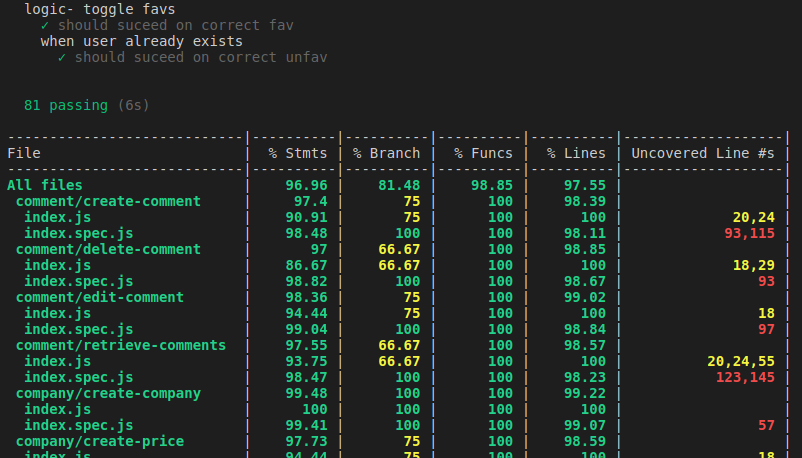 logic- toggle favs
✓ should suceed on correct fav
when user already exists
✓ should suceed on correct unfav
81 passing (6s)
----------------------------|----------|----------|----------|----------|-------------------|
File | % Stmts | % Branch | % Funcs | % Lines | Uncovered Line #s |
----------------------------|----------|----------|----------|----------|-------------------|
All files | 96.96 | 81.48 | 98.85 | 97.55 | |
comment/create-comment | 97.4 | 75 | 100 | 98.39 | |
index.js | 90.91 | 75 | 100 | 100 | 20,24 |
index.spec.js | 98.48 | 100 | 100 | 98.11 | 93,115 |
comment/delete-comment | 97 | 66.67 | 100 | 98.85 | |
index.js | 86.67 | 66.67 | 100 | 100 | 18,29 |
index.spec.js | 98.82 | 100 | 100 | 98.67 | 93 |
comment/edit-comment | 98.36 | 75 | 100 | 99.02 | |
index.js | 94.44 | 75 | 100 | 100 | 18 |
index.spec.js | 99.04 | 100 | 100 | 98.84 | 97 |
comment/retrieve-comments | 97.55 | 66.67 | 100 | 98.57 | |
index.js | 93.75 | 66.67 | 100 | 100 | 20,24,55 |
index.spec.js | 98.47 | 100 | 100 | 98.23 | 123,145 |
company/create-company | 99.48 | 100 | 100 | 99.22 | |
index.js | 100 | 100 | 100 | 100 | |
index.spec.js | 99.41 | 100 | 100 | 99.07 | 57 |
company/create-price | 97.73 | 75 | 100 | 98.59 | |
index.js | 94.44 | 75 | 100 | 100 | 18 |